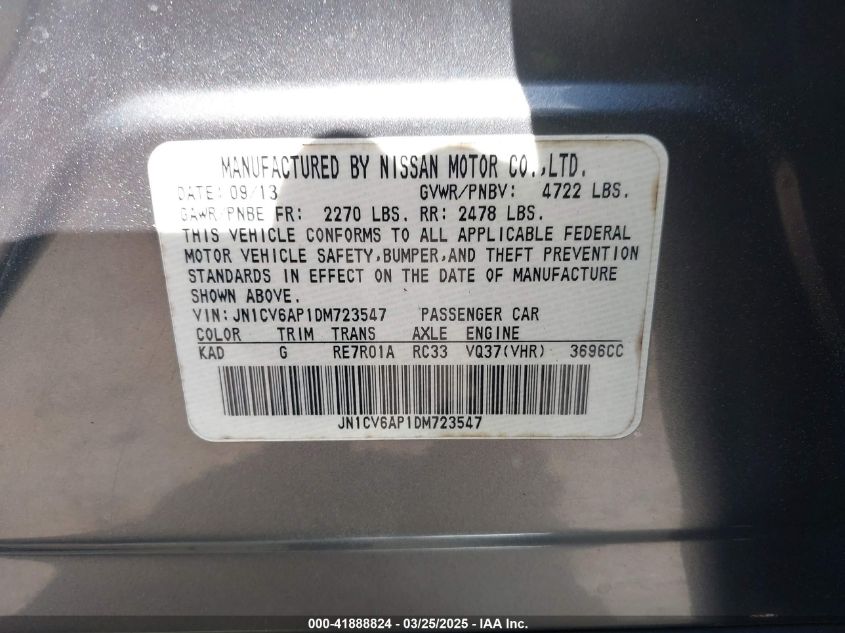 MANUFACTURED BY NISSAN MOTOR CO.,LTD.
DATE: 09/13 GVWR/PNBV: 4722 LBS.
GAWR/PNBE FR: 2270 LBS. RR: 2478 LBS.
THIS VEHICLE CONFORMS TO ALL APPLICABLE FEDERAL
MOTOR VEHICLE SAFETY,BUMPER,AND THEFT PREVENTION
STANDARDS IN EFFECT ON THE DATE OF MANUFACTURE
SHOWN ABOVE.
VIN:JN1CV6AP1DM723547 PASSENGER CAR
COLOR TRIM TRANS AXLE ENGINE
KAD G RE7R01A RC33 VQ37(VHR) 3696CC
JN1CV6AP1DM723547
000-41888824 - 03/25/2025 - IAA Inc.